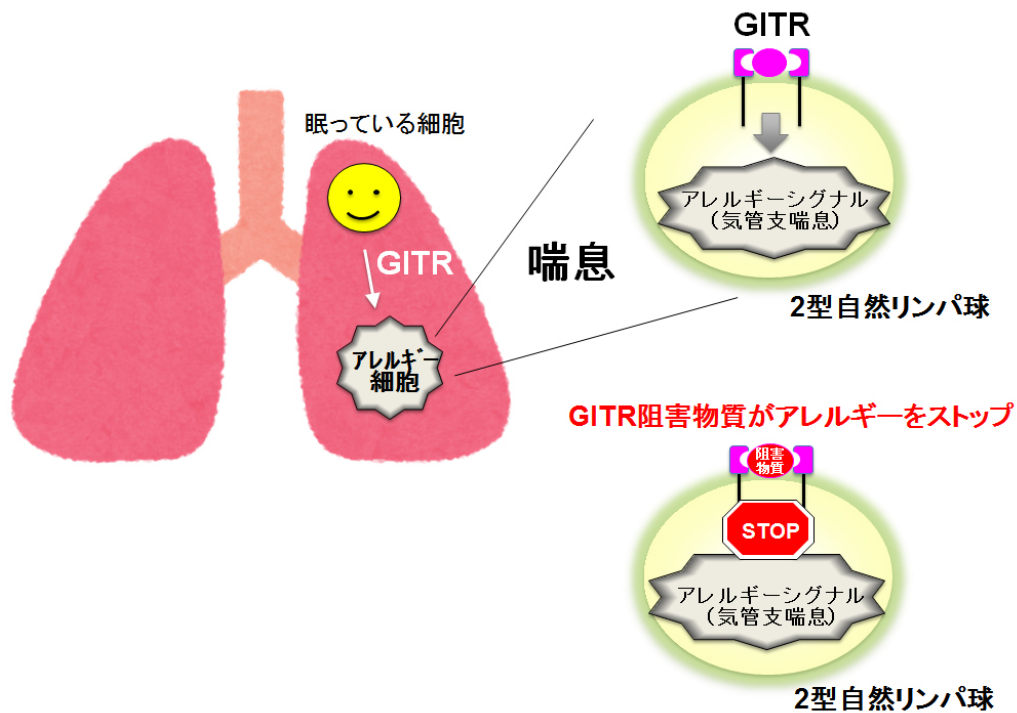 GITR
眠っている細胞
アレルギーシグナル
（気管支喘息）
GITR
喘息
2型自然リンパ球
アレルギー
細胞
GITR阻害物質がアレルギーをストップ
阻害
物質
STOP
アレルギーシグナル
（気管支喘息）
2型自然リンパ球